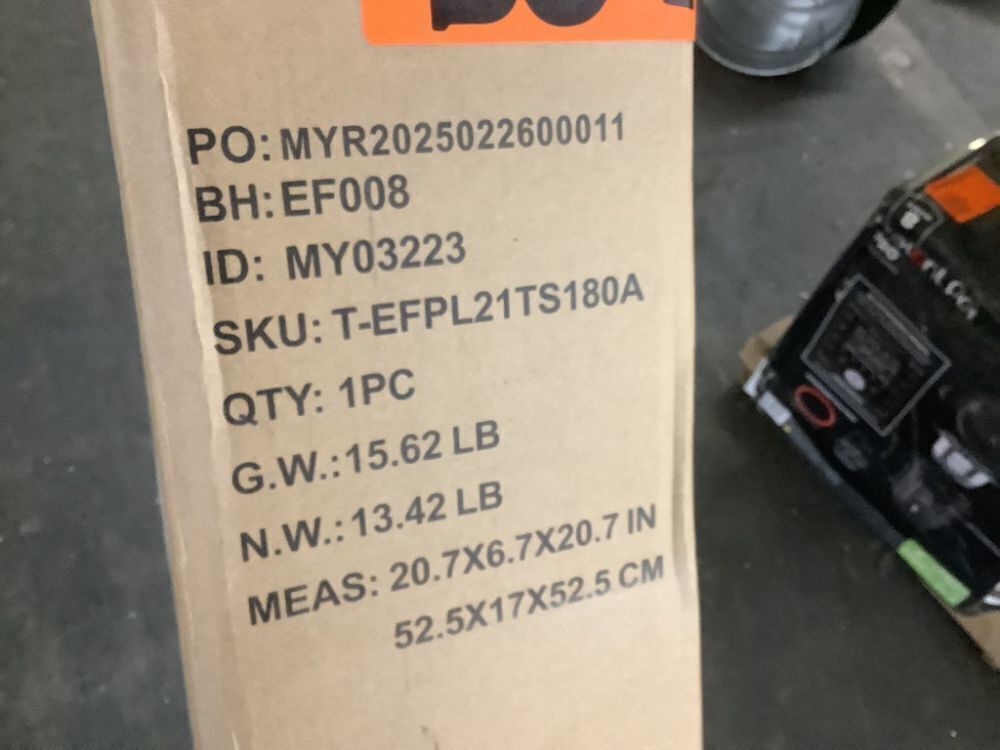 PO: MYR2025022600011
BH: EF008
ID: MY03223
SKU: T-EFPL21TS180A
QTY: 1PC
G.W.: 15.62 LB
N.W.: 13.42 LB
MEAS: 20.7X6.7X20.7 IN
52.5X17X52.5 CM